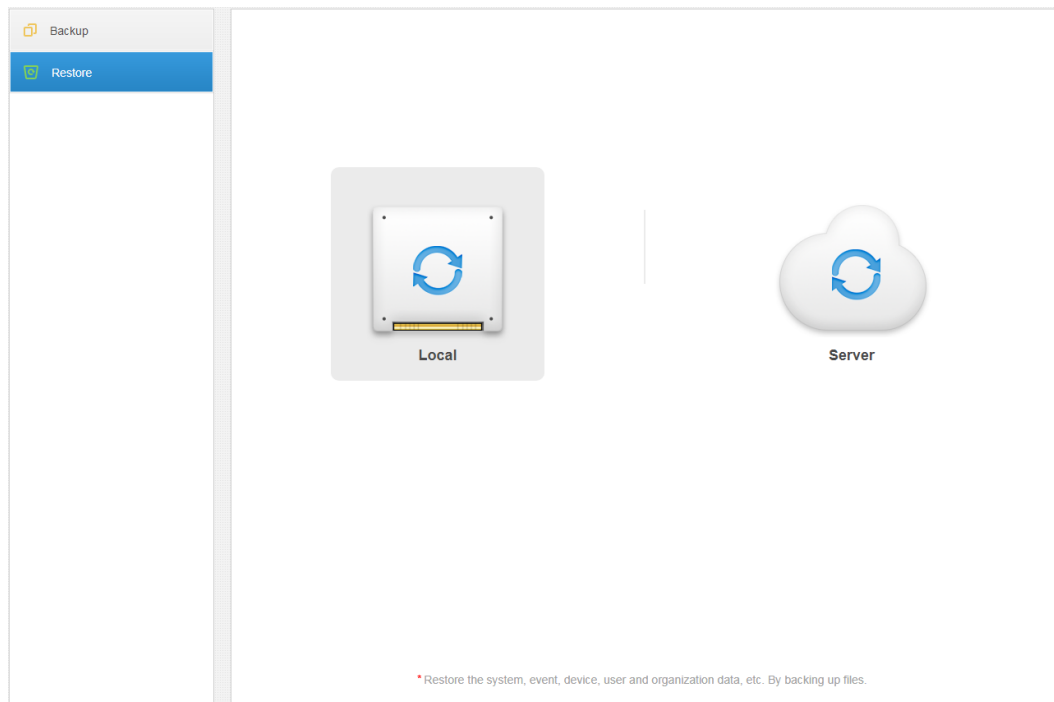 Backup
Restore
Local
Server
* Restore the system, event, device, user and organization data, etc. By backing up files.